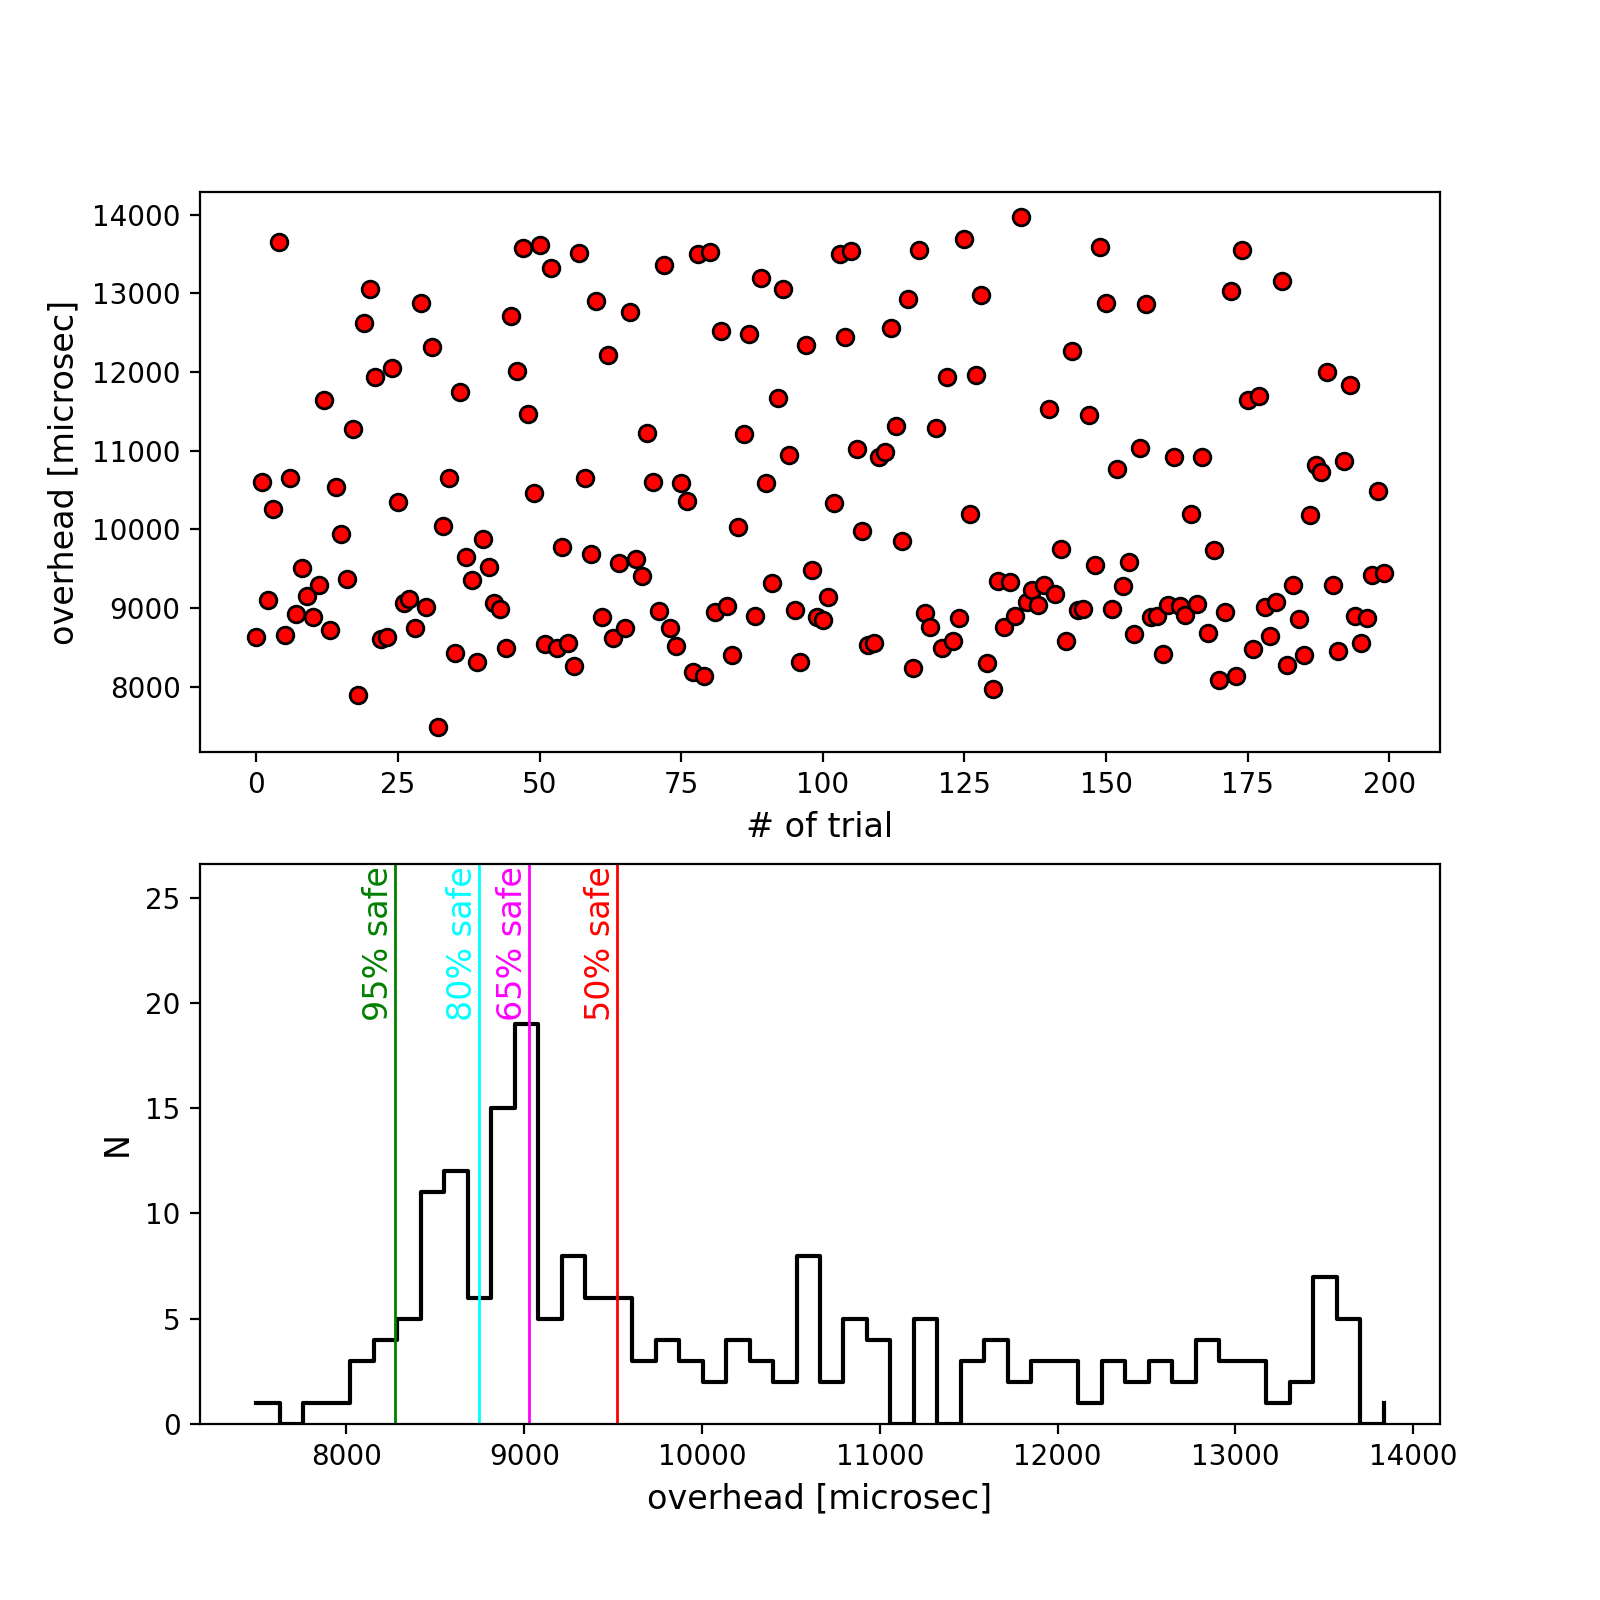 14000
13000
12000
11000
10000
9000
8000
overhead [microsec]
0 25 50 75 100 125 150 175 200
# of trial
95% safe
80% safe
65% safe
50% safe
25
20
15
10
5
0
N
8000 9000 10000 11000 12000 13000 14000
overhead [microsec]